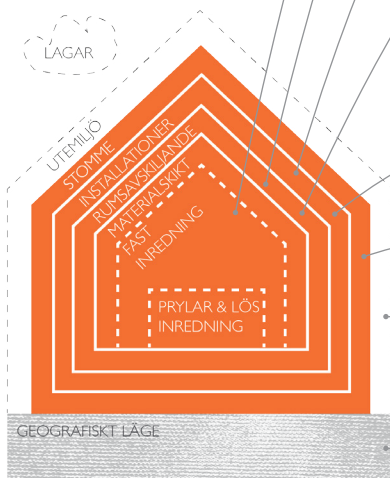 LAGAR
UTEMILJÖ
STOMME
INSTALLATIONER
RUMSAVSKILJANDE
MATERIALSKIKT
FAST
INREDNING
PRYLAR & LÖS
INREDNING
GEOGRAFISKT LÄGE